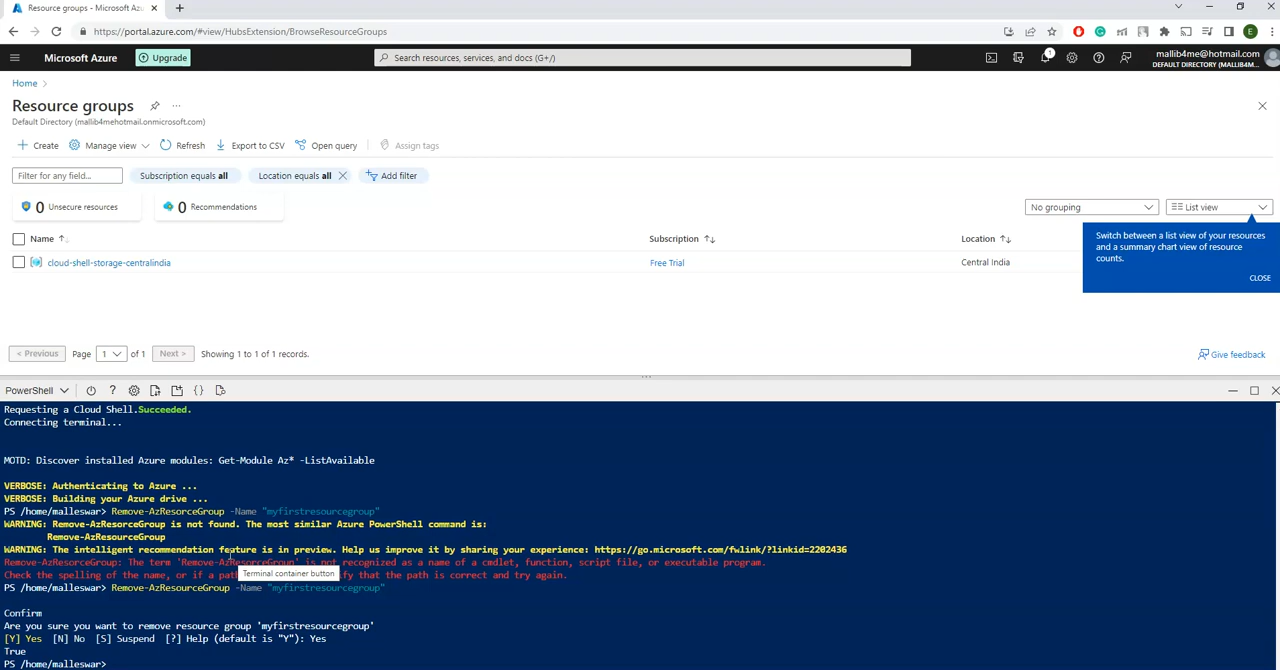 Resource groups - Microsoft Azu
https://portal.azure.com/#view/HubsExtension/BrowseResourceGroups
E
Microsoft Azure
Upgrade
Search resources, services, and docs (G+/)
1
mallib4me@hotmail.com
DEFAULT DIRECTORY (MALLIB4M...
Home >
Resource groups
...
Default Directory (mallib4mehotmail.onmicrosoft.com)
Create
Manage view
Refresh
Export to CSV
Open query
Assign tags
Filter for any field...
Subscription equals all
Location equals all
Add filter
0 Unsecure resources
0 Recommendations
No grouping
List view
Name
Subscription
Location
Switch between a list view of your resources
and a summary chart view of resource
counts.
CLOSE
cloud-shell-storage-centralindia
Free Trial
Central India
< Previous
Page
1
of 1
Next >
Showing 1 to 1 of 1 records.
Give feedback
PowerShell
?
{}
Requesting a Cloud Shell.Succeeded.
Connecting terminal...
MOTD: Discover installed Azure modules: Get-Module Az* -ListAvailable
VERBOSE: Authenticating to Azure ...
VERBOSE: Building your Azure drive ...
PS /home/malleswar> Remove-AzResorceGroup -Name "myfirstresourcegroup"
WARNING: Remove-AzResorceGroup is not found. The most similar Azure PowerShell command is:
Remove-AzResourceGroup
WARNING: The intelligent recommendation feature is in preview. Help us improve it by sharing your experience: https://go.microsoft.com/fwlink/?linkid=2202436
Remove-AzResorceGroup: The term 'Remove-AzResorceGroup' is not recognized as a name of a cmdlet, function, script file, or executable program.
Check the spelling of the name, or if a pat
Terminal container button
fy that the path is correct and try again.
PS /home/malleswar> Remove-AzResourceGroup -Name "myfirstresourcegroup"
Confirm
Are you sure you want to remove resource group 'myfirstresourcegroup'
[Y] Yes [N] No [S] Suspend [?] Help (default is "Y"): Yes
True
PS /home/malleswar>